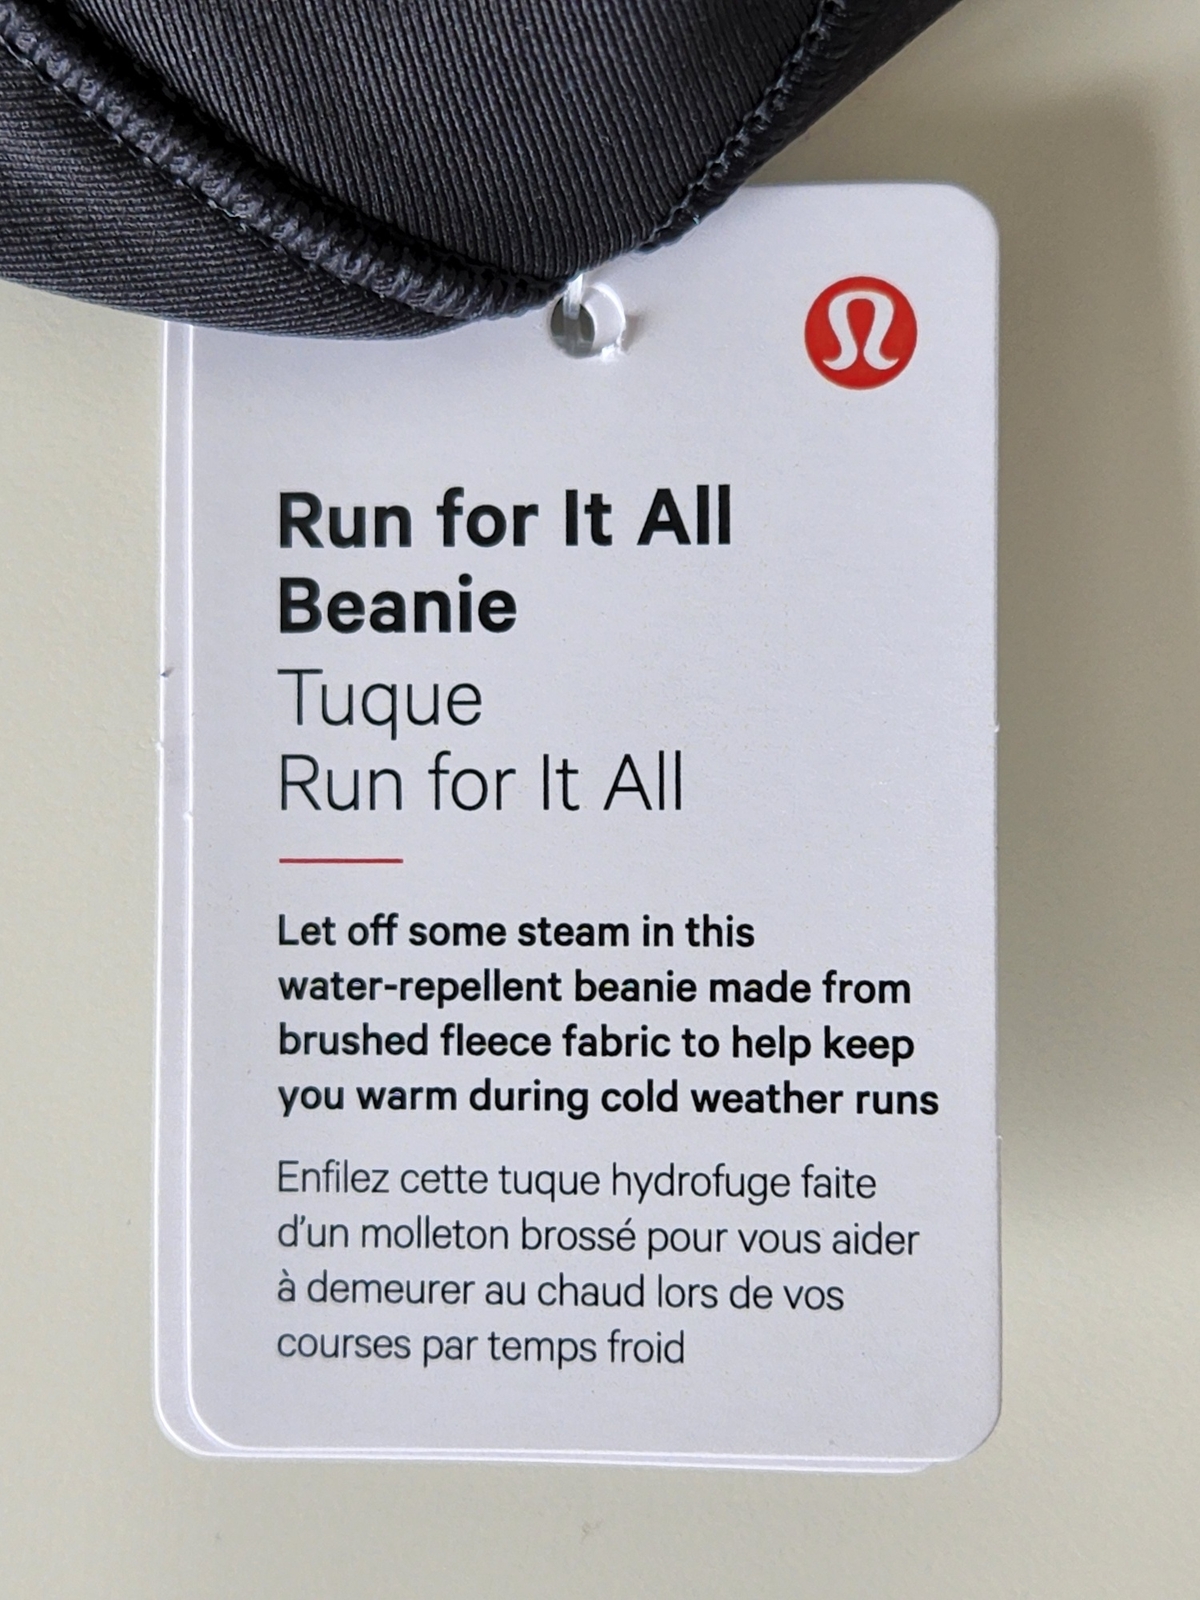 Run for It All
Beanie
Tuque
Run for It All
Let off some steam in this
water-repellent beanie made from
brushed fleece fabric to help keep
you warm during cold weather runs
Enfilez cette tuque hydrofuge faite
d'un molleton brossé pour vous aider
à demeurer au chaud lors de vos
courses par temps froid